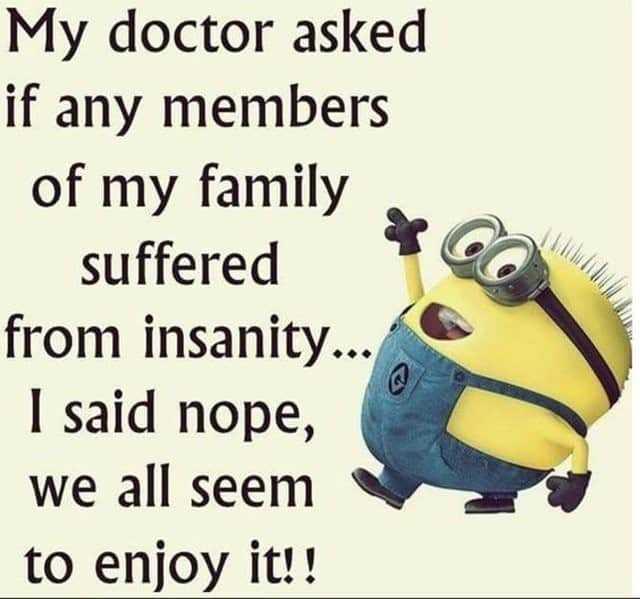 My doctor asked
if any members
of my family
suffered
from insanity...
I said nope,
we all seem
to enjoy it!!